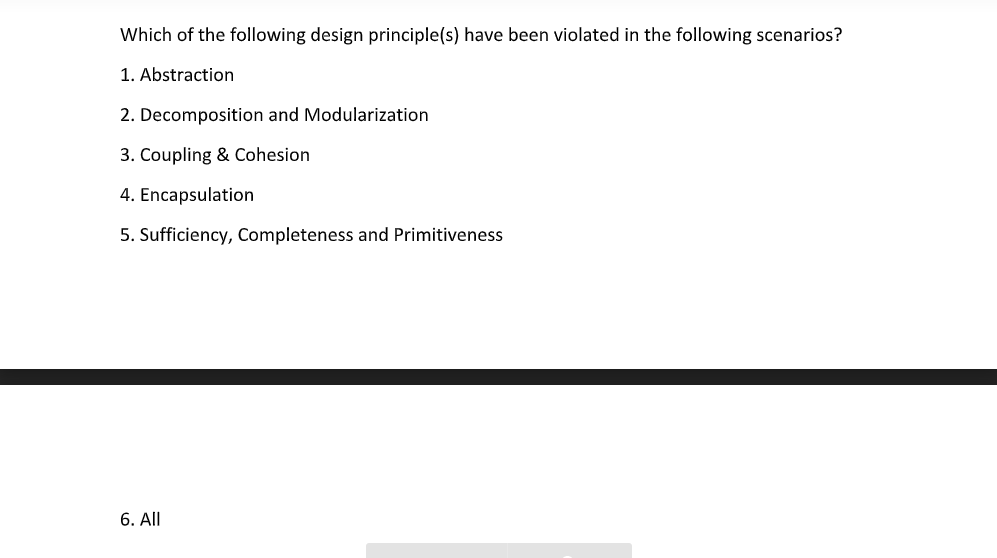 Which of the following design principle(s) have been violated in the following scenarios?
1. Abstraction
2. Decomposition and Modularization
3. Coupling & Cohesion
4. Encapsulation
5. Sufficiency, Completeness and Primitiveness
6. All